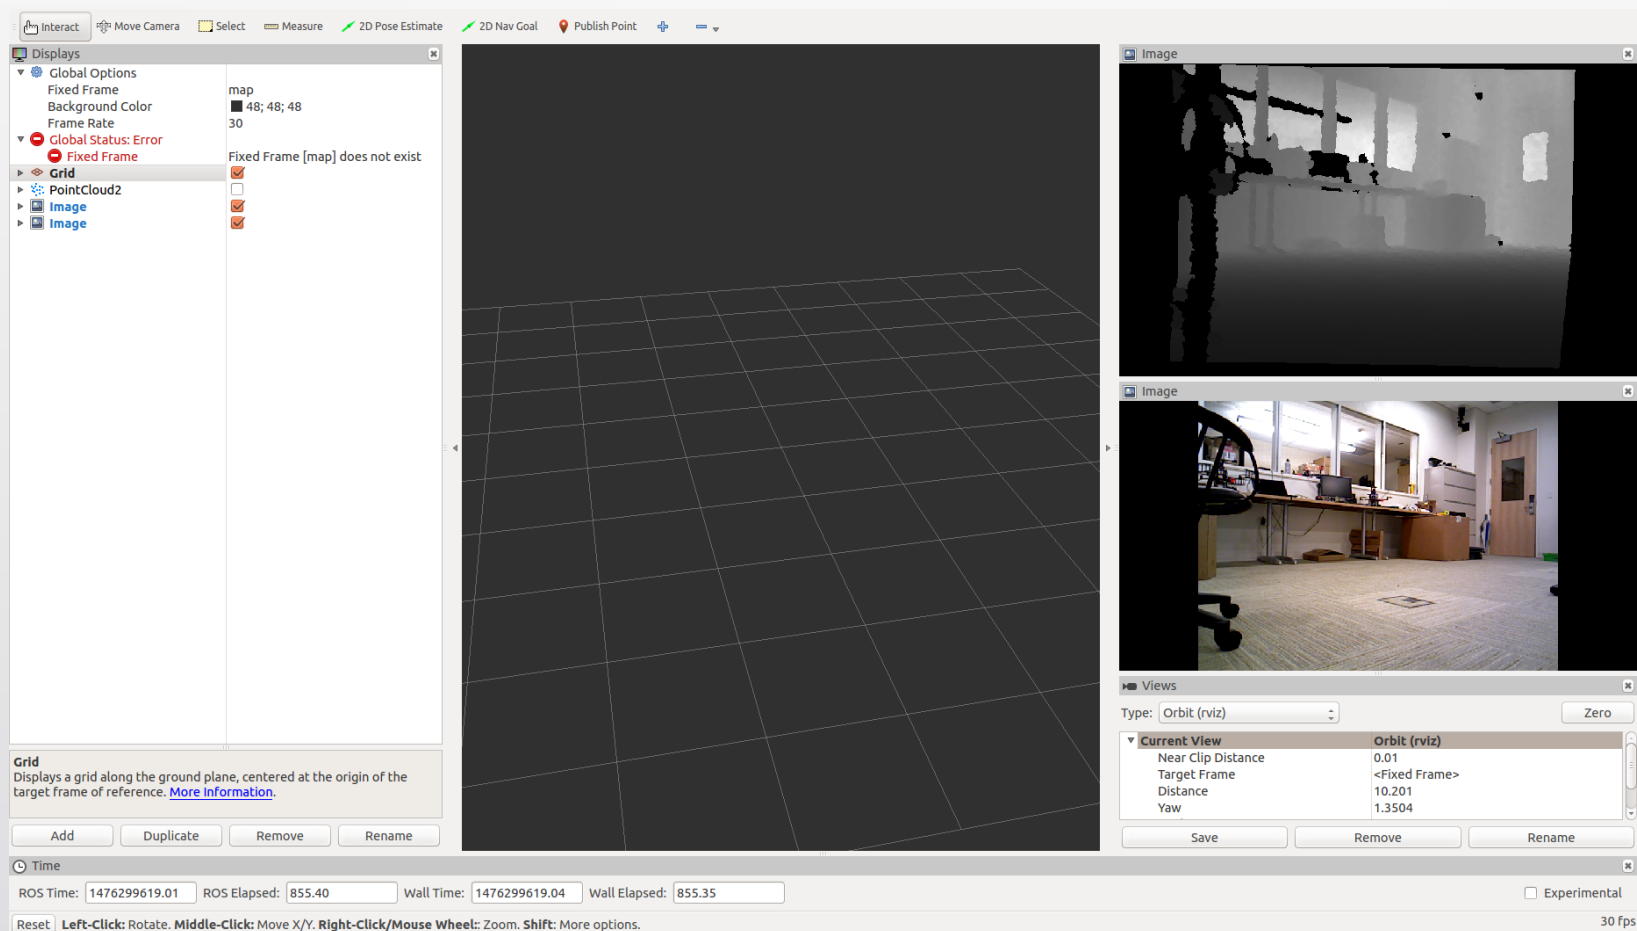 Interact Move Camera Select Measure 2D Pose Estimate 2D Nav Goal Publish Point
Displays
Global Options
Fixed Frame map
Background Color 48; 48; 48
Frame Rate 30
Global Status: Error
Fixed Frame Fixed Frame [map] does not exist
Grid
PointCloud2
Image
Image
Grid
Displays a grid along the ground plane, centered at the origin of the
target frame of reference. More Information.
Add Duplicate Remove Rename
Image
Image
Views
Type: Orbit (rviz) Zero
Current View Orbit (rviz)
Near Clip Distance 0.01
Target Frame <Fixed Frame>
Distance 10.201
Yaw 1.3504
Save Remove Rename
Time
ROS Time: 1476299619.01 ROS Elapsed: 855.40 Wall Time: 1476299619.04 Wall Elapsed: 855.35 Experimental
Reset Left-Click: Rotate. Middle-Click: Move X/Y. Right-Click/Mouse Wheel:: Zoom. Shift: More options. 30 fps